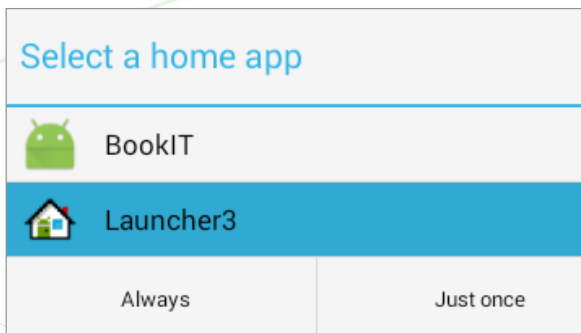 Select a home app
BookIT
Launcher3
Always
Just once